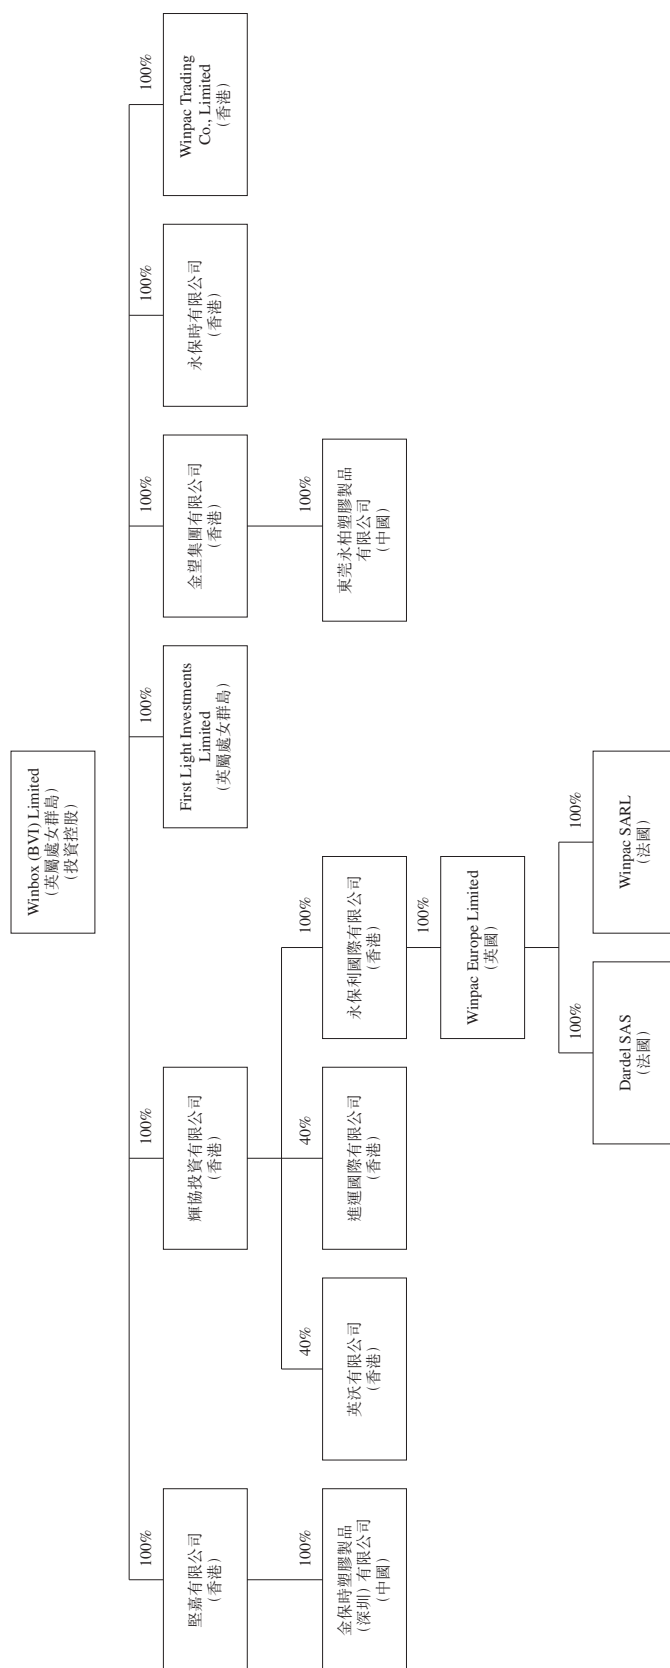 Winbox (BVI) Limited
(英屬處女群島)
(投資控股)
100%
100%
100%
100%
100%
100%
堅嘉有限公司
(香港)
輝協投資有限公司
(香港)
First Light Investments
Limited
(英屬處女群島)
金望集團有限公司
(香港)
永保時有限公司
(香港)
Winpac Trading
Co., Limited
(香港)
100%
40%
40%
100%
100%
金保時塑膠製品
(深圳)有限公司
(中國)
英沃有限公司
(香港)
進運國際有限公司
(香港)
永保利國際有限公司
(香港)
東莞永柏塑膠製品
有限公司
(中國)
100%
Winpac Europe Limited
(英國)
100%
100%
Dardel SAS
(法國)
Winpac SARL
(法國)